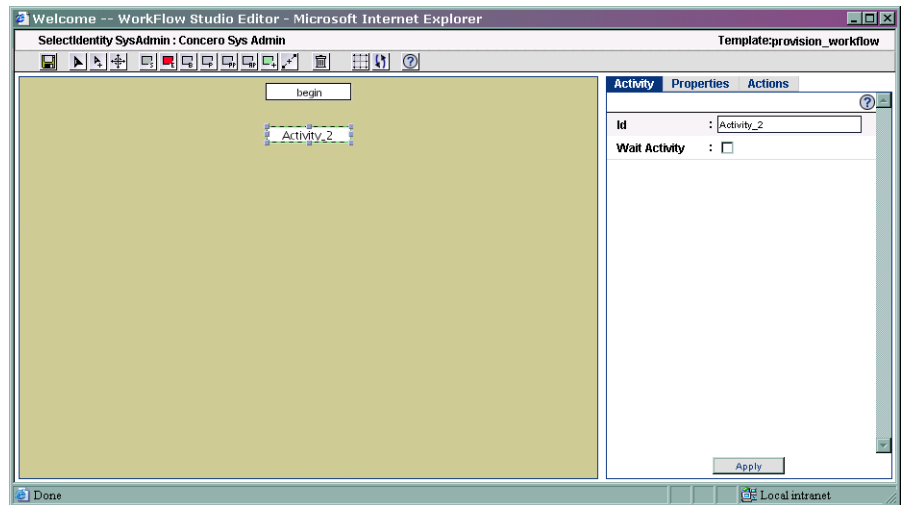 Welcome -- WorkFlow Studio Editor - Microsoft Internet Explorer
SelectIdentity SysAdmin : Concero Sys Admin Template:provision_workflow
begin
Activity_2
Activity Properties Actions
Id : Activity_2
Wait Activity :
Apply
Done Local intranet